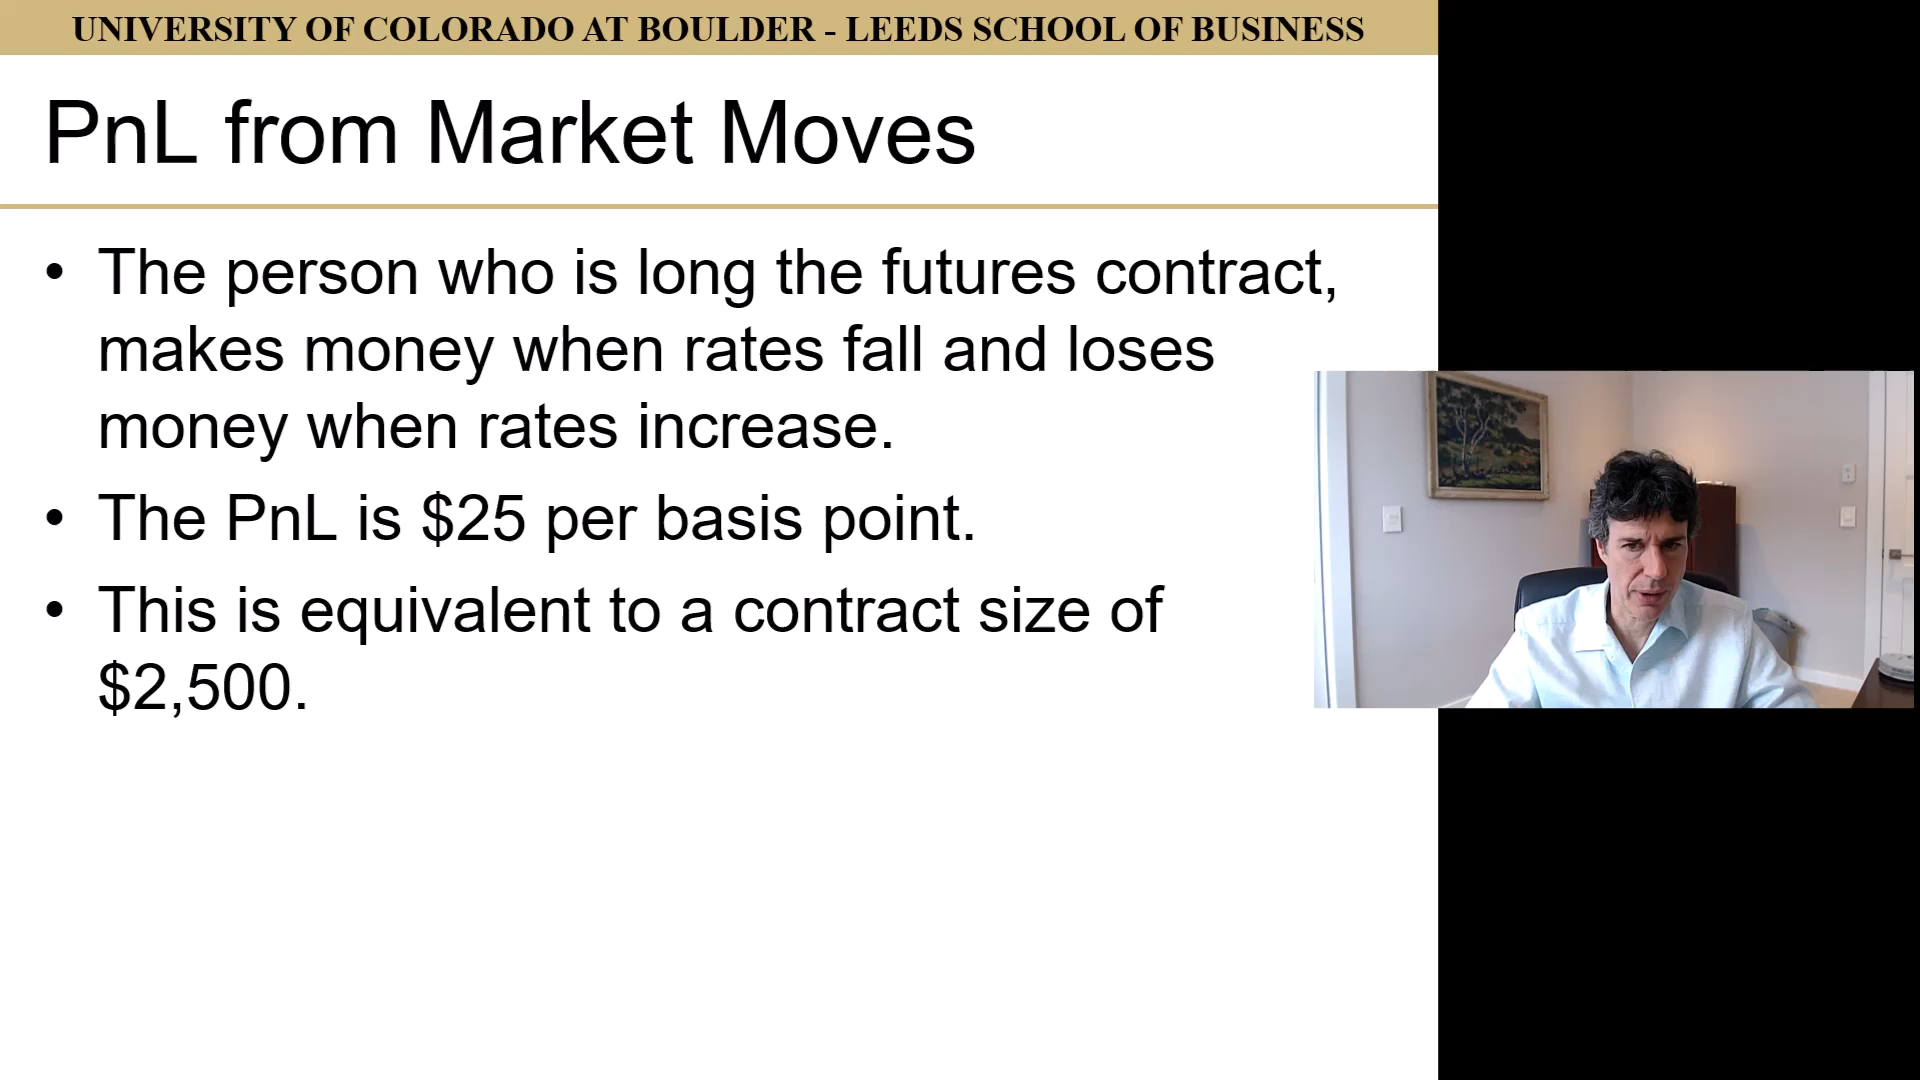 UNIVERSITY OF COLORADO AT BOULDER - LEEDS SCHOOL OF BUSINESS
PnL from Market Moves
• The person who is long the futures contract,
makes money when rates fall and loses
money when rates increase.
• The PnL is $25 per basis point.
• This is equivalent to a contract size of
$2,500.